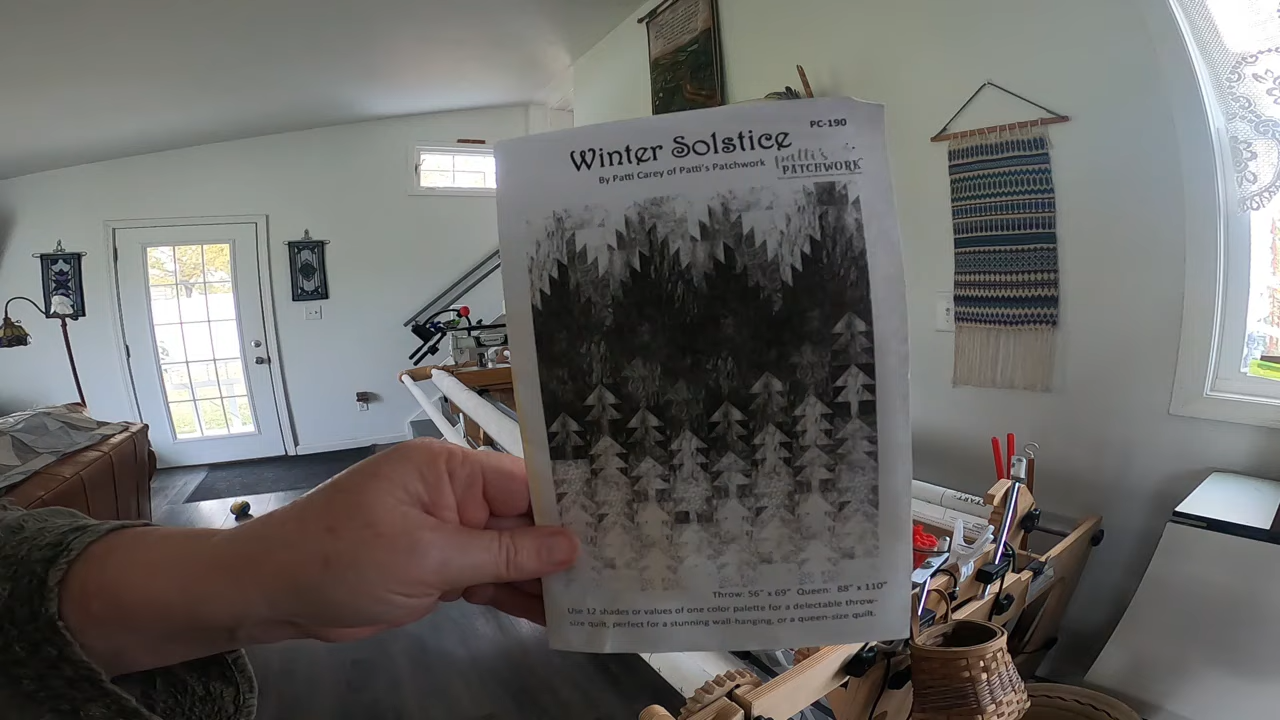 Winter Solstice
PC-190
By Patti Carey of Patti's Patchwork
patti's
PATCHWORK
Throw: 56" x 69" Queen: 88" x 110"
Use 12 shades or values of one color palette for a delectable throw-
size quilt, perfect for a stunning wall-hanging, or a queen-size quilt.
START